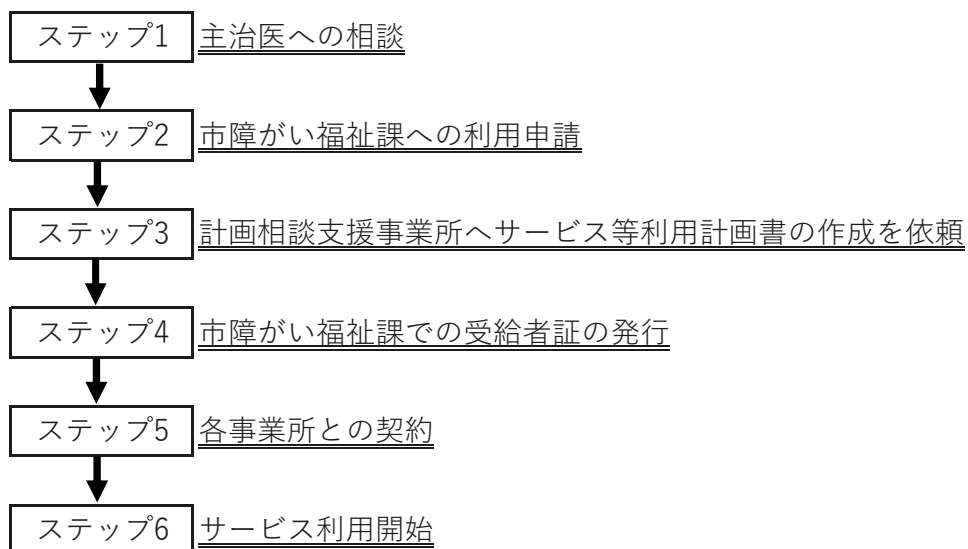 ステップ1 主治医への相談
ステップ2 市障がい福祉課への利用申請
ステップ3 計画相談支援事業所へサービス等利用計画書の作成を依頼
ステップ4 市障がい福祉課での受給者証の発行
ステップ5 各事業所との契約
ステップ6 サービス利用開始